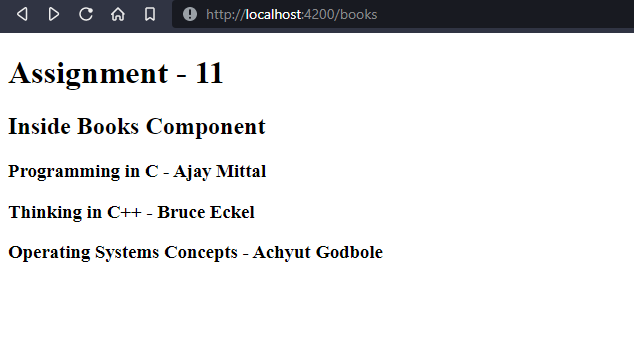 http://localhost:4200/books
Assignment - 11
Inside Books Component
Programming in C - Ajay Mittal
Thinking in C++ - Bruce Eckel
Operating Systems Concepts - Achyut Godbole